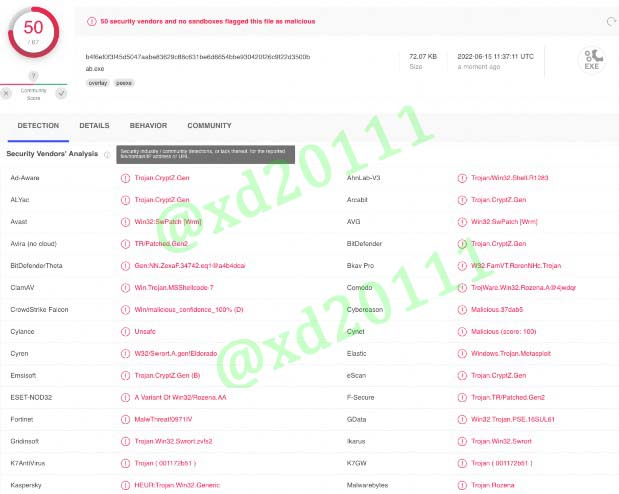 50
/ 67
50 security vendors and no sandboxes flagged this file as malicious
ab.exe
72.07 KB
Size
2022-06-15 11:37:11 UTC
a moment ago
EXE
overlay peexe
?
Community
Score
DETECTION DETAILS BEHAVIOR COMMUNITY
Security Vendors' Analysis
Security industry / community detections, or lack thereof, for the reported
file/domain/IP address or URL.
Ad-Aware Trojan.CryptZ.Gen AhnLab-V3 Trojan/Win32.Shell.R1283
ALYac Trojan.CryptZ.Gen Arcabit Trojan.CryptZ.Gen
Avast Win32:SwPatch [Wrm] AVG Win32:SwPatch [Wrm]
Avira (no cloud) TR/Patched.Gen2 BitDefender Trojan.CryptZ.Gen
BitDefenderTheta Gen:NN.ZexaF.34742.eq1@a4b4dcai Bkav Pro W32.FamVT.RorenNHc.Trojan
ClamAV Win.Trojan.MSShellcode-7 Comodo TrojWare.Win32.Rozena.A@4jwdqr
CrowdStrike Falcon Win/malicious_confidence_100% (D) Cybereason Malicious.37dab5
Cylance Unsafe Cynet Malicious (score: 100)
Cyren W32/Swrort.A.gen!Eldorado Elastic Windows.Trojan.Metasploit
Emsisoft Trojan.CryptZ.Gen (B) eScan Trojan.CryptZ.Gen
ESET-NOD32 A Variant Of Win32/Rozena.AA F-Secure Trojan.TR/Patched.Gen2
Fortinet MalwThreat!0971IV GData Win32.Trojan.PSE.16SUL61
Gridinsoft Trojan.Win32.Swrort.zv!s2 Ikarus Trojan.Win32.Swrort
K7AntiVirus Trojan ( 001172b51 ) K7GW Trojan ( 001172b51 )
Kaspersky HEUR:Trojan.Win32.Generic Malwarebytes Trojan.Rozena
@xd20111
@xd20111